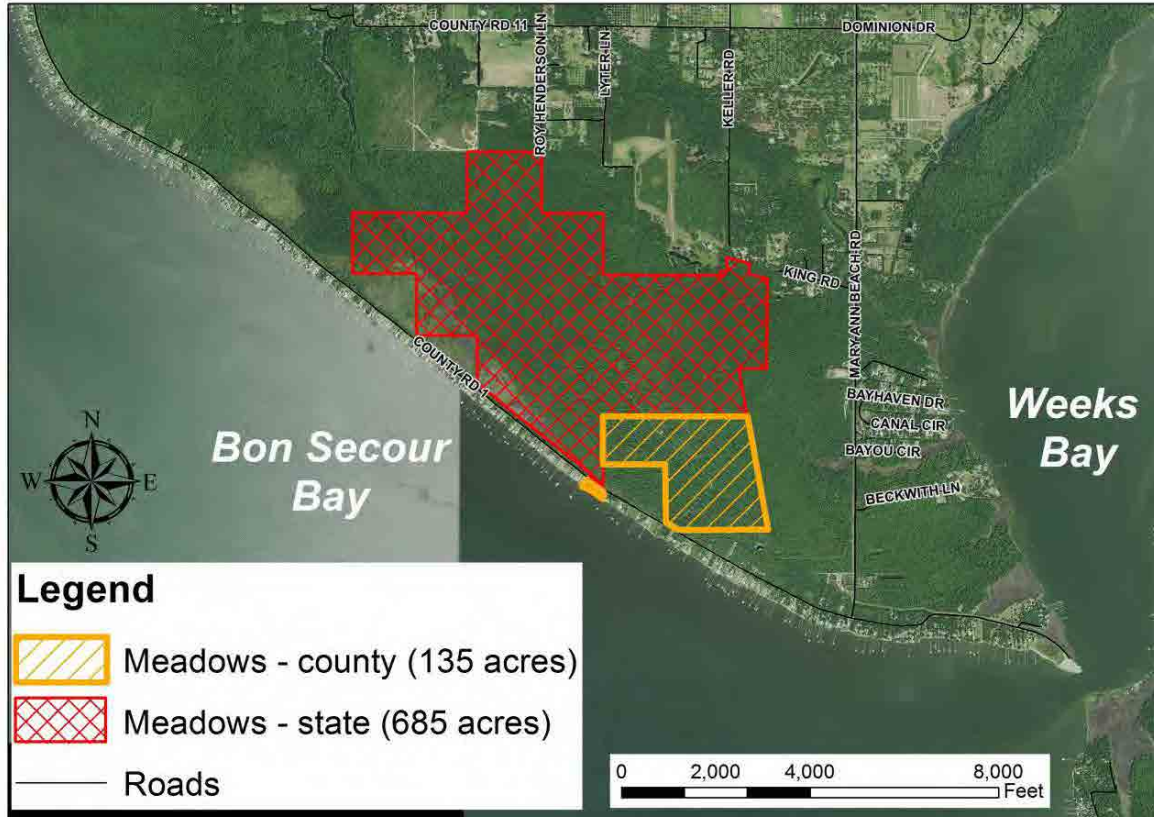 COUNTY RD 11
DOMINION DR
ROY HENDERSON LN
LYTER LN
KELLER RD
KING RD
MARY ANN BEACH RD
COUNTY RD 1
BAYHAVEN DR
CANAL CIR
BAYOU CIR
BECKWITH LN
Weeks
Bay
Bon Secour
Bay
N
W
E
S
Legend
Meadows - county (135 acres)
Meadows - state (685 acres)
Roads
0 2,000 4,000 8,000
Feet